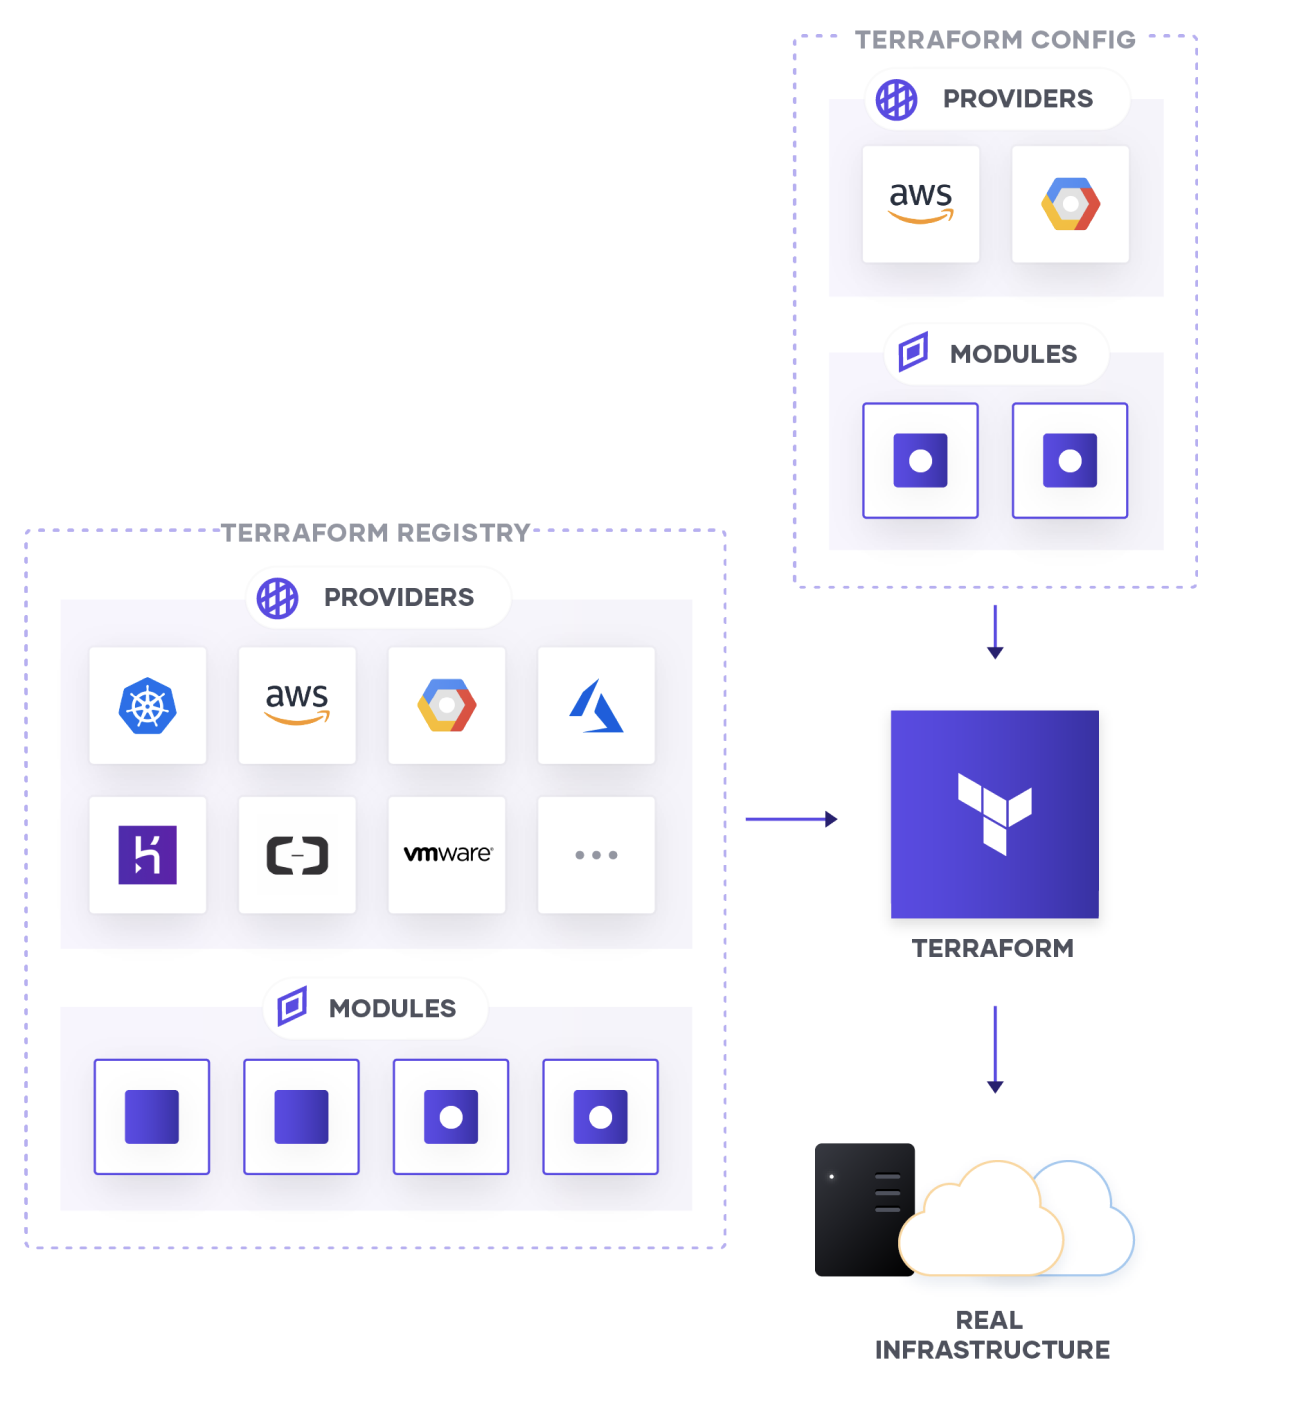 TERRAFORM CONFIG
PROVIDERS
aws
MODULES
TERRAFORM REGISTRY
PROVIDERS
aws
vmware®
MODULES
TERRAFORM
REAL
INFRASTRUCTURE